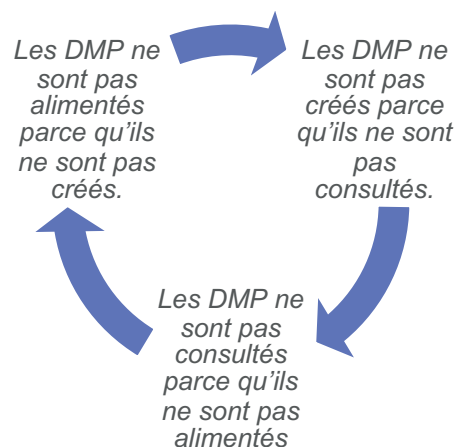 Les DMP ne
sont pas
alimentés
parce qu'ils
ne sont pas
créés.
Les DMP ne
sont pas
créés parce
qu'ils ne sont
pas
consultés.
Les DMP ne
sont pas
consultés
parce qu'ils
ne sont pas
alimentés